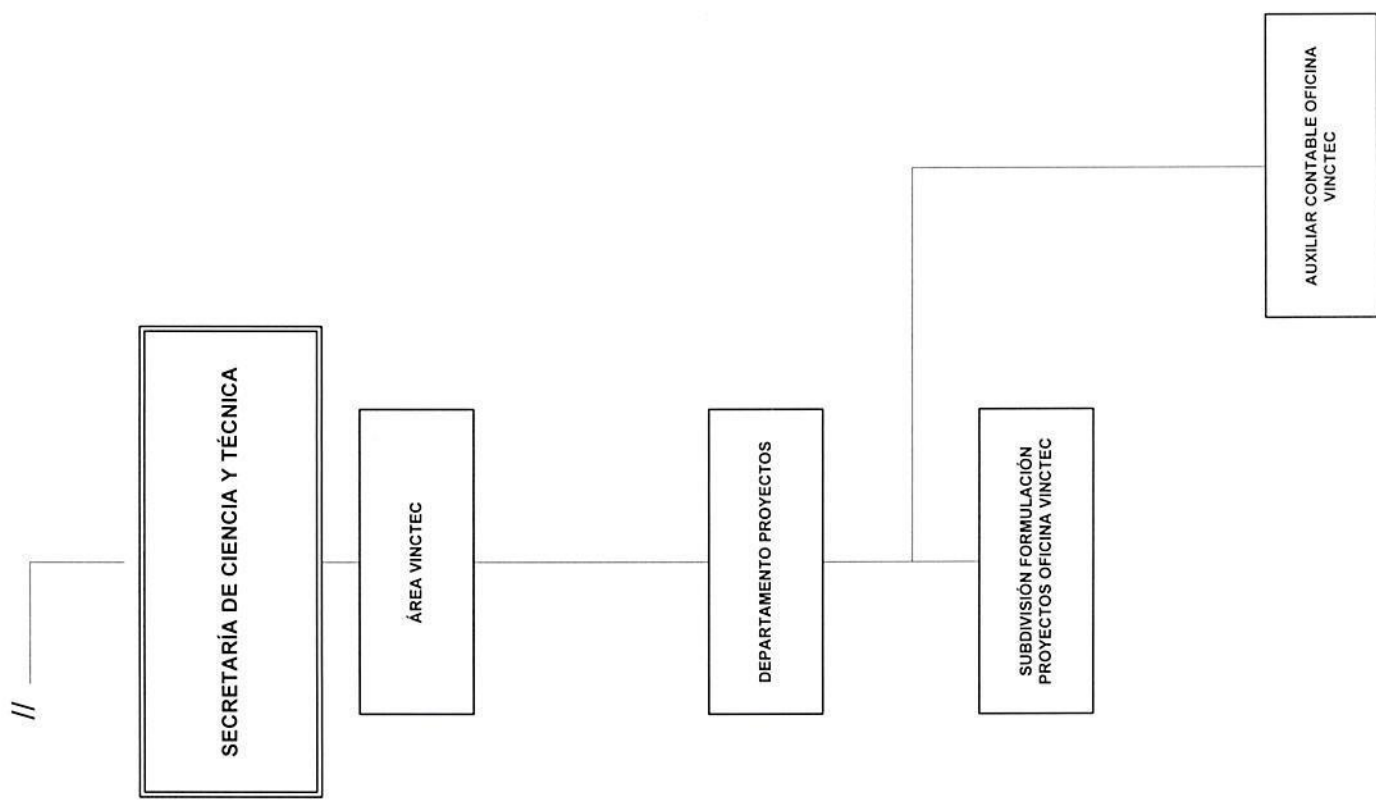 //
SECRETARÍA DE CIENCIA Y TÉCNICA
ÁREA VINCTEC
DEPARTAMENTO PROYECTOS
SUBDIVISIÓN FORMULACIÓN
PROYECTOS OFICINA VINCTEC
AUXILIAR CONTABLE OFICINA
VINCTEC